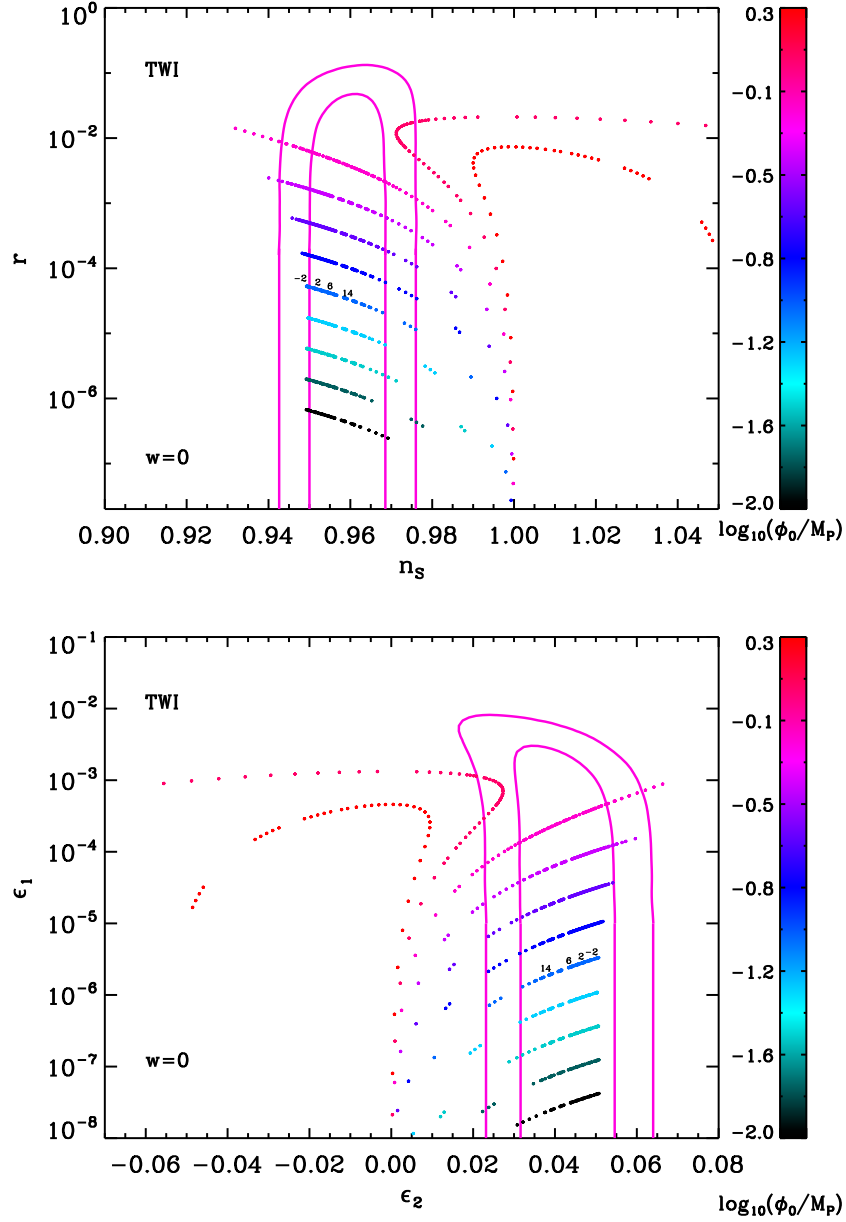 10⁰
10⁻²
10⁻⁴
10⁻⁶
r
TWI
-2 2 6 14
w=0
0.90 0.92 0.94 0.96 0.98 1.00 1.02 1.04
n_S
0.3
-0.1
-0.5
-0.8
-1.2
-1.6
-2.0
log₁₀(ϕ₀/M_P)
10⁻¹
10⁻²
10⁻³
10⁻⁴
10⁻⁵
10⁻⁶
10⁻⁷
10⁻⁸
ϵ₁
TWI
14 6 2 -2
w=0
-0.06 -0.04 -0.02 0.00 0.02 0.04 0.06 0.08
ϵ₂
0.3
-0.1
-0.5
-0.8
-1.2
-1.6
-2.0
log₁₀(ϕ₀/M_P)